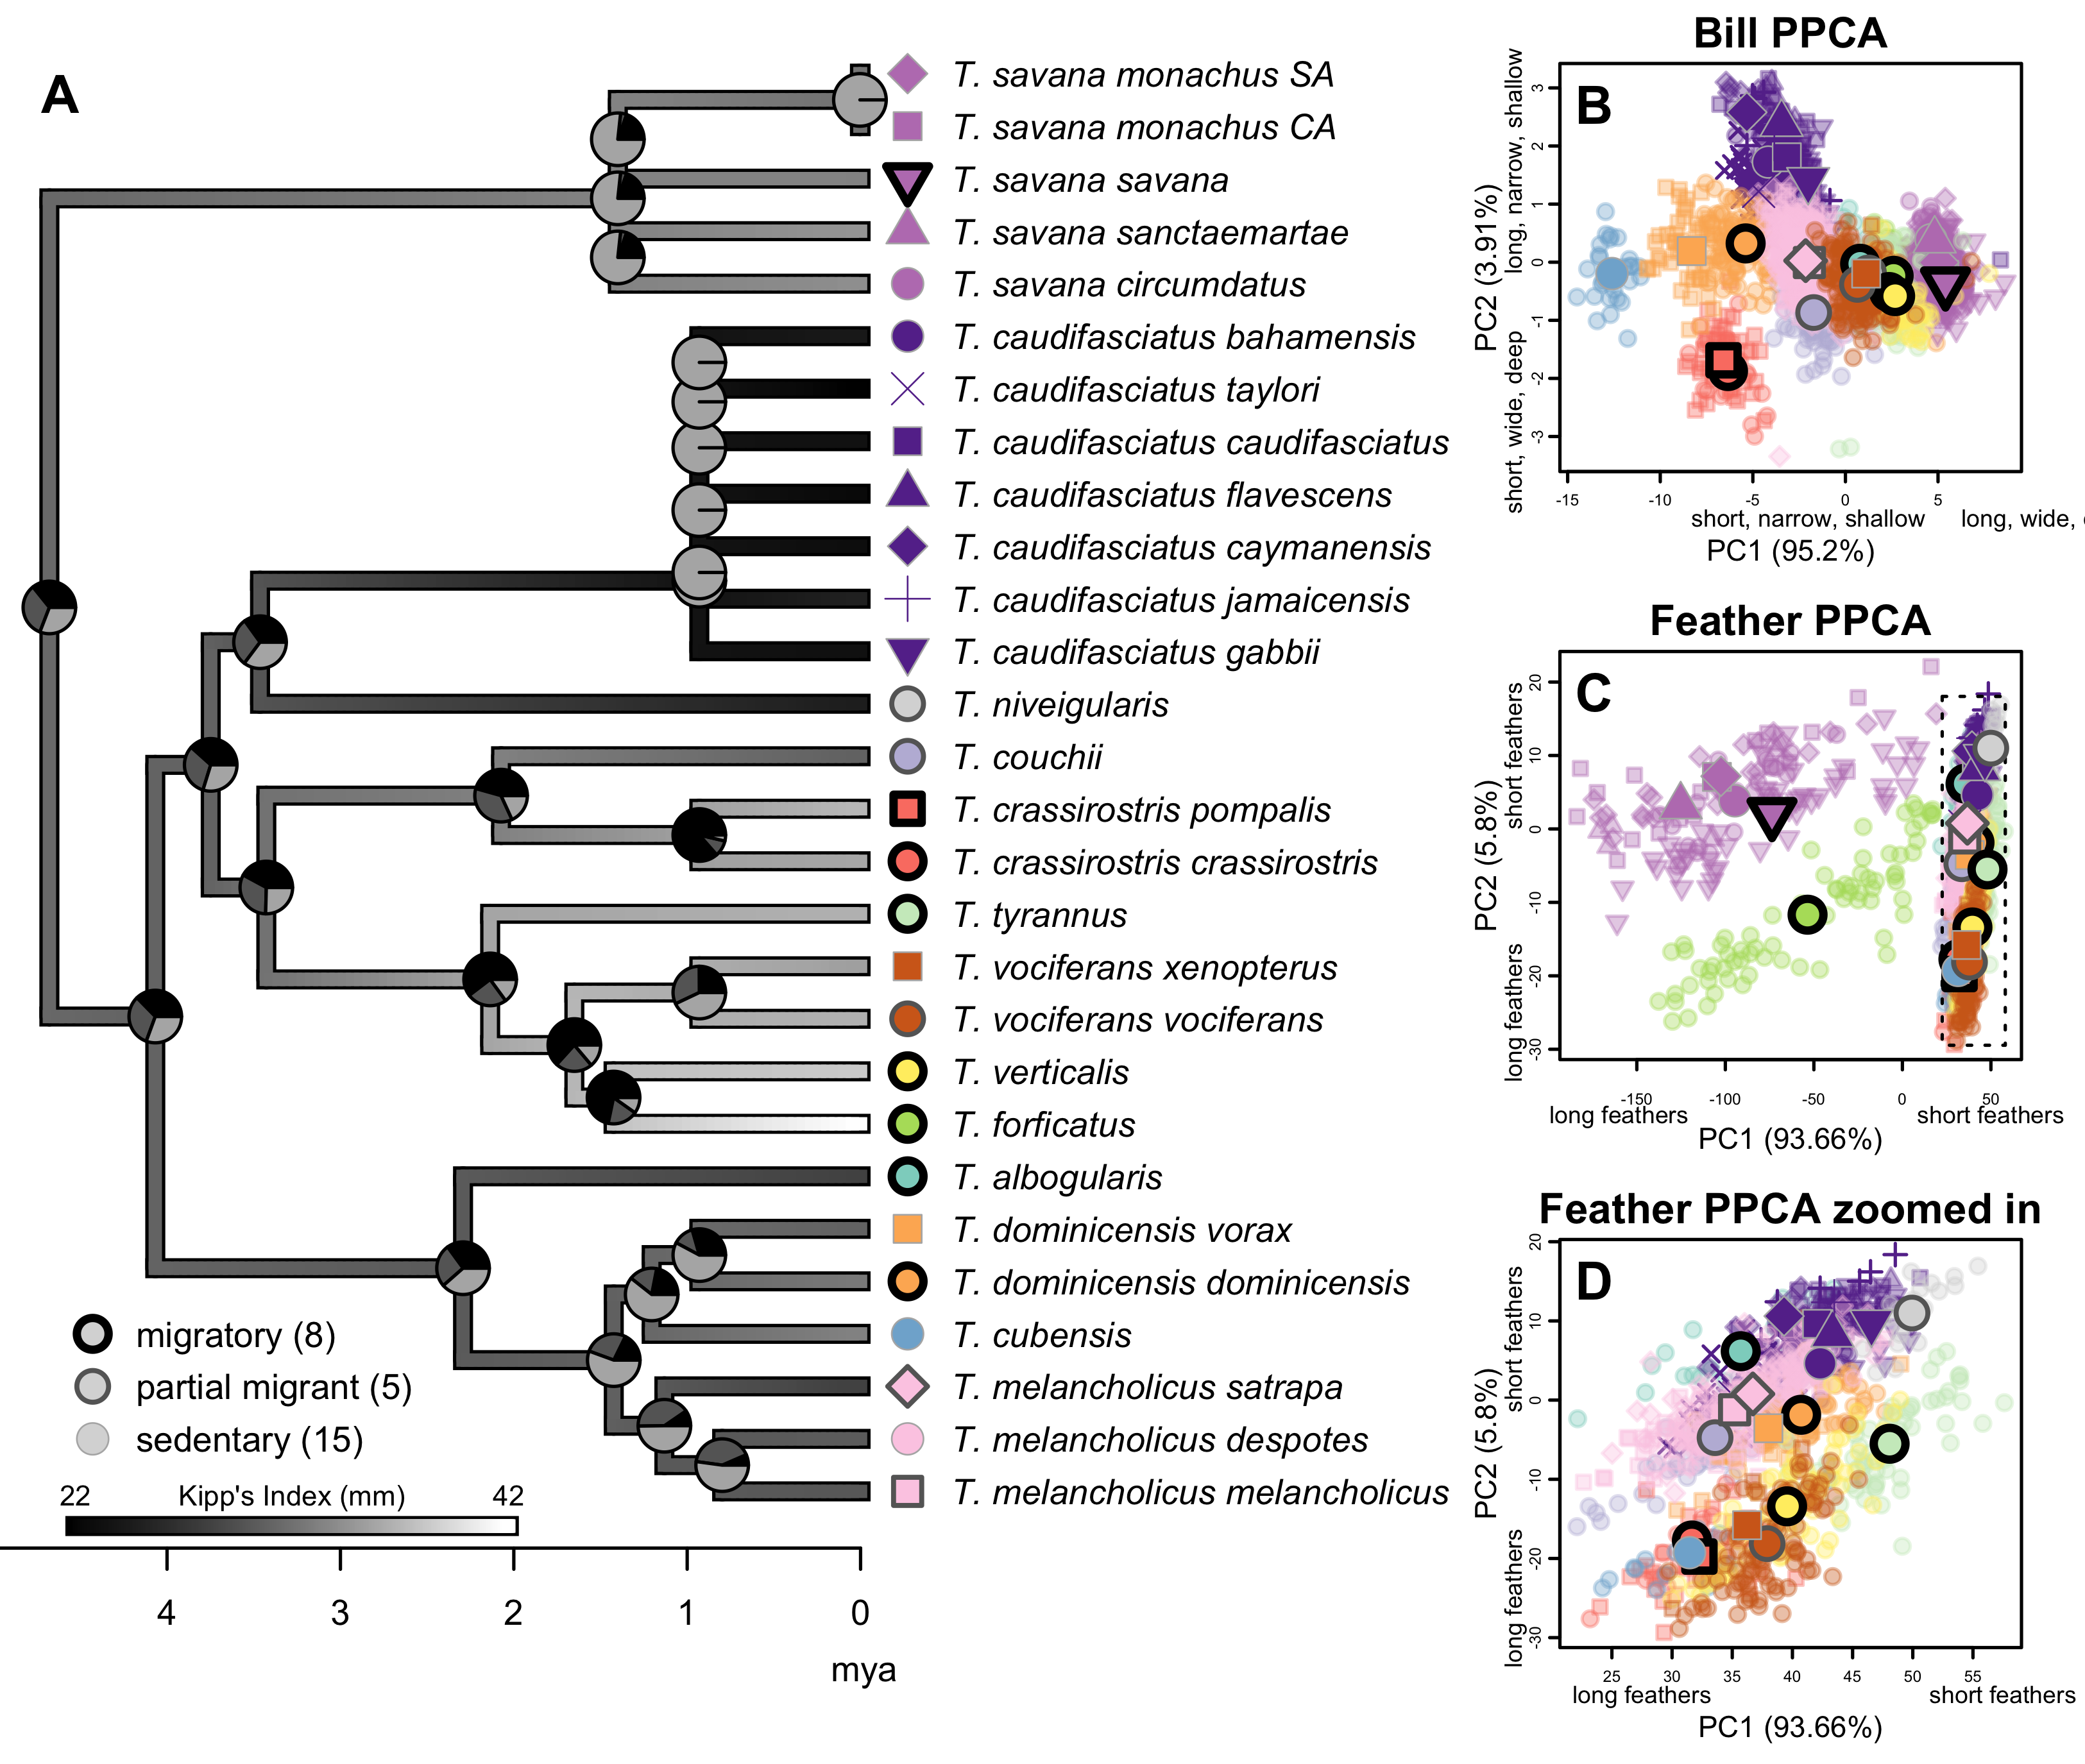 A
T. savana monachus SA
T. savana monachus CA
T. savana savana
T. savana sanctaemartae
T. savana circumdatus
T. caudifasciatus bahamensis
T. caudifasciatus taylori
T. caudifasciatus caudifasciatus
T. caudifasciatus flavescens
T. caudifasciatus caymanensis
T. caudifasciatus jamaicensis
T. caudifasciatus gabbii
T. niveigularis
T. couchii
T. crassirostris pompalis
T. crassirostris crassirostris
T. tyrannus
T. vociferans xenopterus
T. vociferans vociferans
T. verticalis
T. forficatus
T. albogularis
T. dominicensis vorax
T. dominicensis dominicensis
T. cubensis
T. melancholicus satrapa
T. melancholicus despotes
T. melancholicus melancholicus
migratory (8)
partial migrant (5)
sedentary (15)
22 Kipp's Index (mm) 42
4 3 2 1 0
mya
Bill PPCA
B
PC2 (3.91%)
short, wide, deep
long, narrow, shallow
3
2
1
0
-1
-2
-3
-15 -10 -5 0 5
short, narrow, shallow
long, wide,
PC1 (95.2%)
Feather PPCA
C
PC2 (5.8%)
long feathers
short feathers
20
10
0
-10
-20
-30
-150 -100 -50 0 50
long feathers
short feathers
PC1 (93.66%)
Feather PPCA zoomed in
D
PC2 (5.8%)
long feathers
short feathers
20
10
0
-10
-20
-30
25 30 35 40 45 50 55
long feathers
short feathers
PC1 (93.66%)